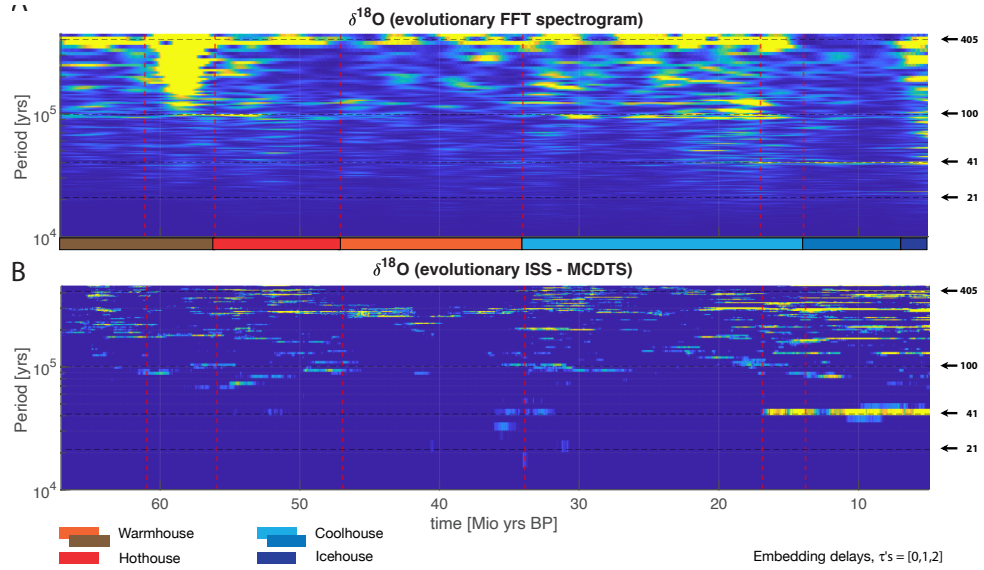 δ18O (evolutionary FFT spectrogram)
405
Period [yrs]
10^5
100
41
21
10^4
B
δ18O (evolutionary ISS - MCDTS)
405
Period [yrs]
10^5
100
41
21
10^4
60 50 40 30 20 10
time [Mio yrs BP)
Warmhouse Coolhouse
Hothouse Icehouse
Embedding delays, τ's = [0,1,2]